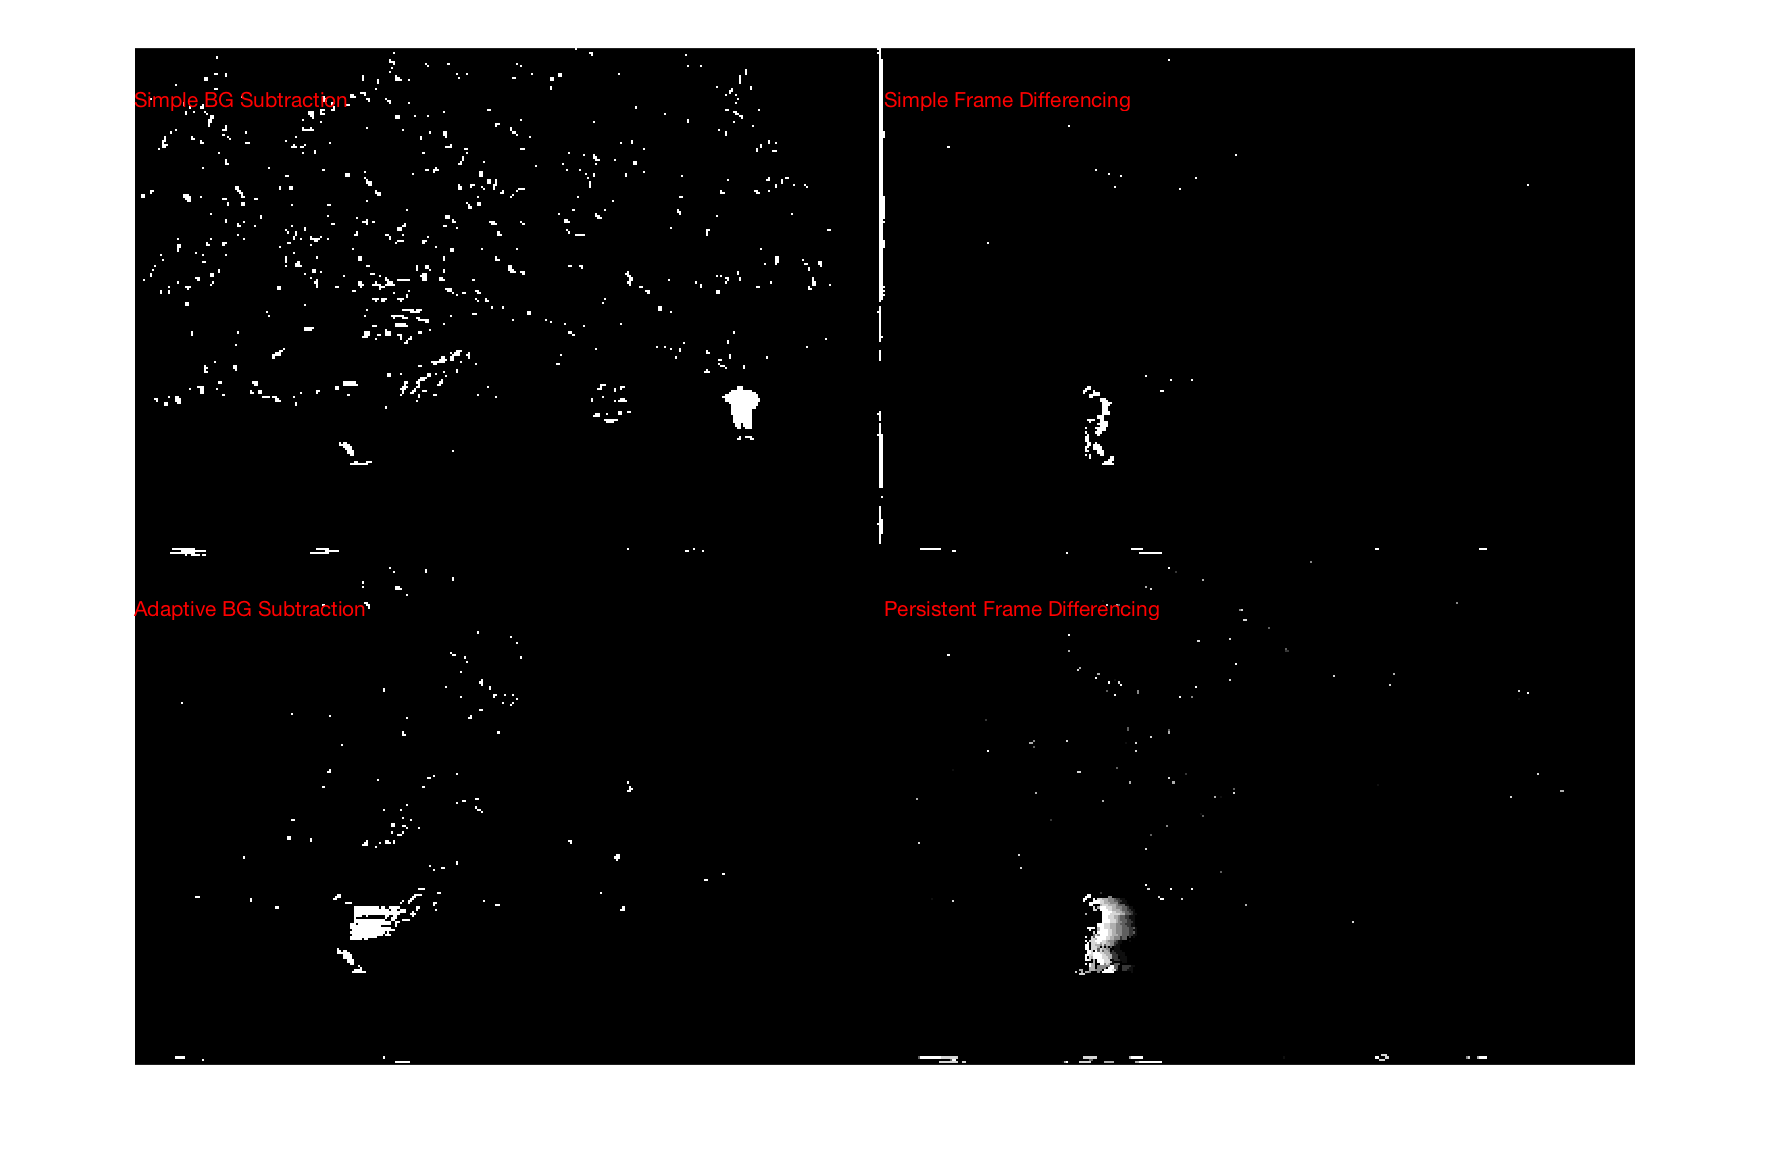 Simple BG Subtraction
Simple Frame Differencing
Adaptive BG Subtraction
Persistent Frame Differencing